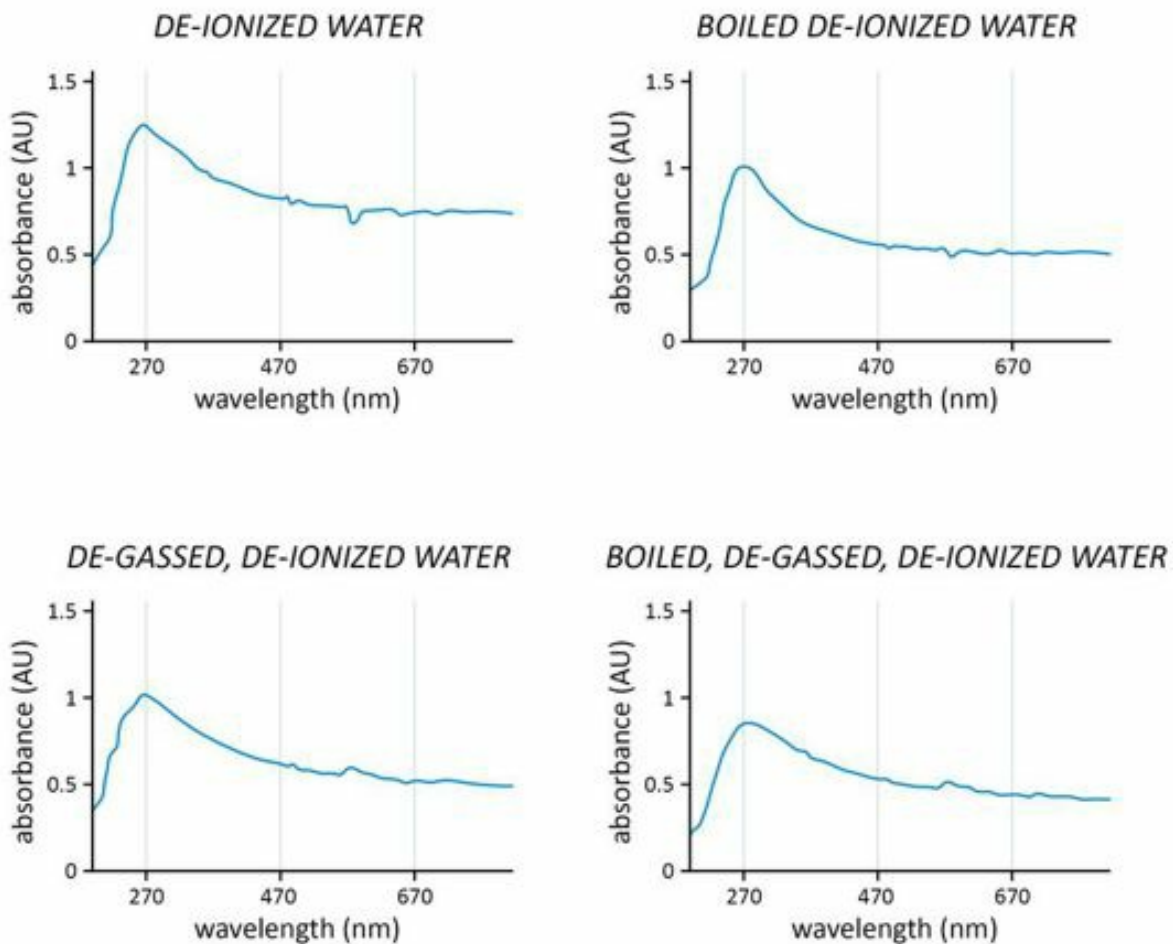 DE-IONIZED WATER
1.5
1
0.5
0
absorbance (AU)
270
470
670
wavelength (nm)
BOILED DE-IONIZED WATER
1.5
1
0.5
0
absorbance (AU)
270
470
670
wavelength (nm)
DE-GASSED, DE-IONIZED WATER
1.5
1
0.5
0
absorbance (AU)
270
470
670
wavelength (nm)
BOILED, DE-GASSED, DE-IONIZED WATER
1.5
1
0.5
0
absorbance (AU)
270
470
670
wavelength (nm)